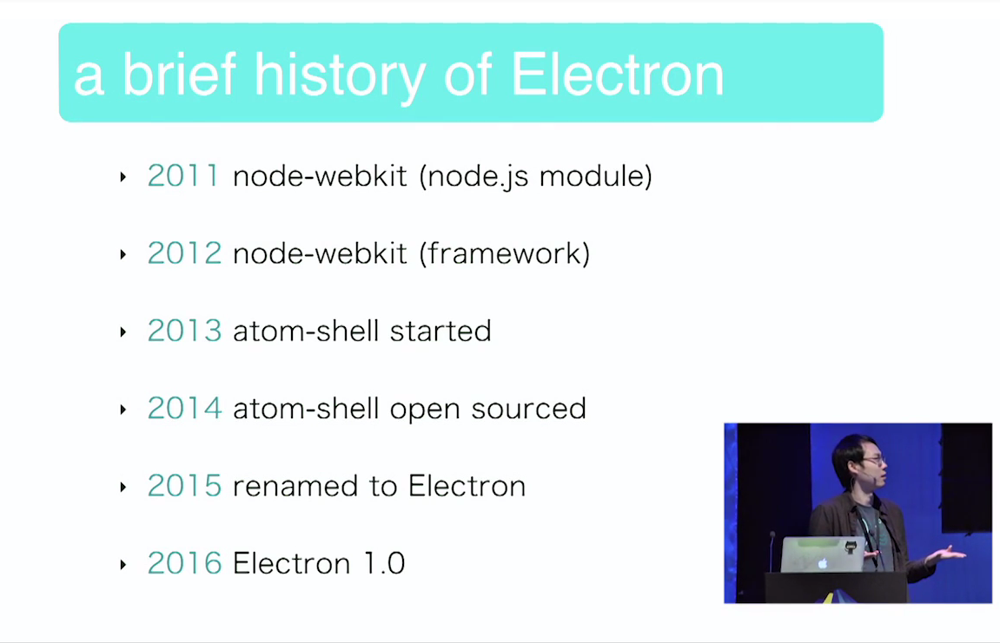 a brief history of Electron
2011 node-webkit (node.js module)
2012 node-webkit (framework)
2013 atom-shell started
2014 atom-shell open sourced
2015 renamed to Electron
2016 Electron 1.0